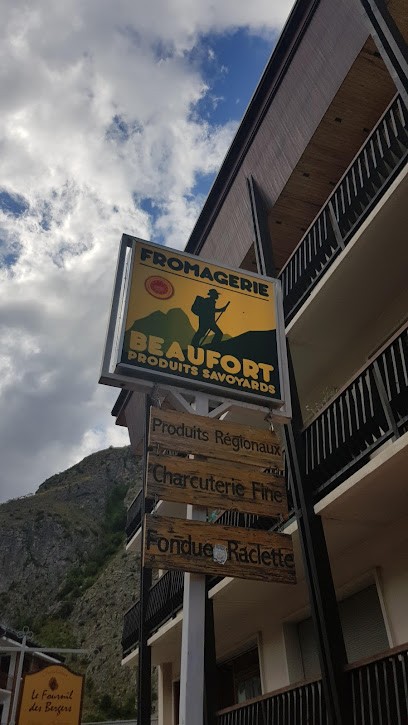 FROMAGERIE
BEAUFORT
PRODUITS SAVOYARDS
Produits Régionaux
Charcuterie Fine
Fondue Raclette
Le Fournil
des Bergers